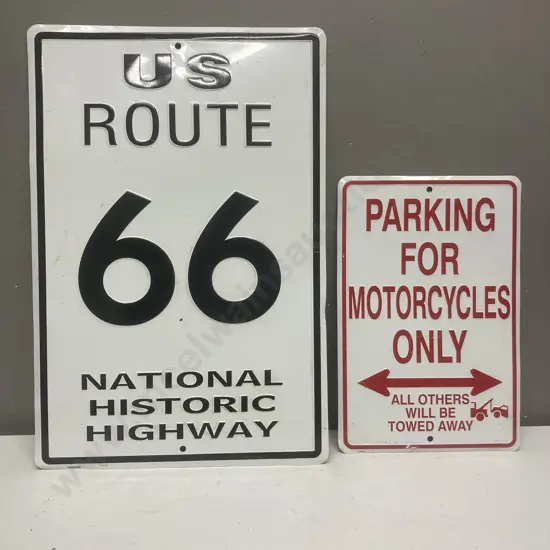 US
ROUTE
66
NATIONAL
HISTORIC
HIGHWAY
PARKING
FOR
MOTORCYCLES
ONLY
ALL OTHERS
WILL BE
TOWED AWAY